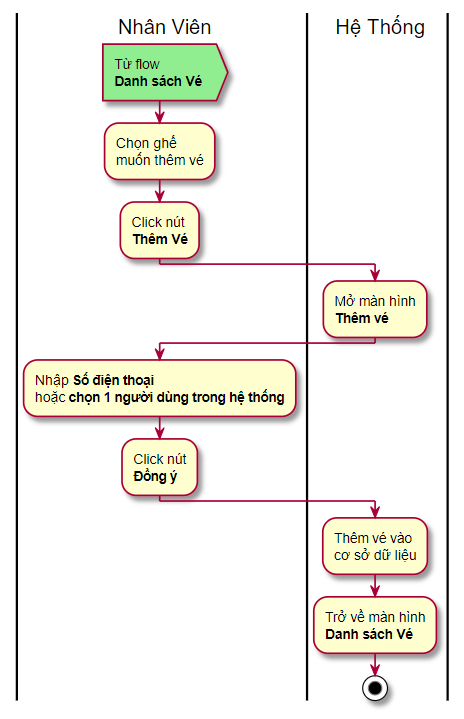 Nhân Viên
Hệ Thống
Từ flow
Danh sách Vé
Chọn ghế
muốn thêm vé
Click nút
Thêm Vé
Mở màn hình
Thêm vé
Nhập Số điện thoại
hoặc chọn 1 người dùng trong hệ thống
Click nút
Đồng ý
Thêm vé vào
cơ sở dữ liệu
Trở về màn hình
Danh sách Vé